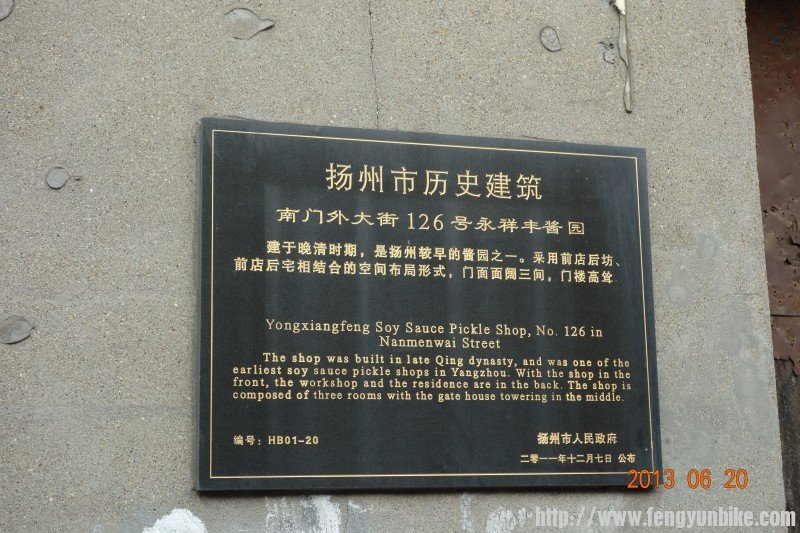 扬州市历史建筑
南门外大街126号永祥丰酱园
建于晚清时期，是扬州较早的酱园之一。采用前店后坊、
前店后宅相结合的空间布局形式，门面面阔三间，门楼高耸
Yongxiangfeng Soy Sauce Pickle Shop, No. 126 in
Nanmenwai Street
The shop was built in late Qing dynasty, and was one of the
earliest soy sauce pickle shops in Yangzhou. With the shop in the
front, the workshop and the residence are in the back. The shop is
composed of three rooms with the gate house towering in the middle.
编号：HB01-20
扬州市人民政府
二零一一年十二月七日 公布
2013 06 20
http://www.fengyunbike.com